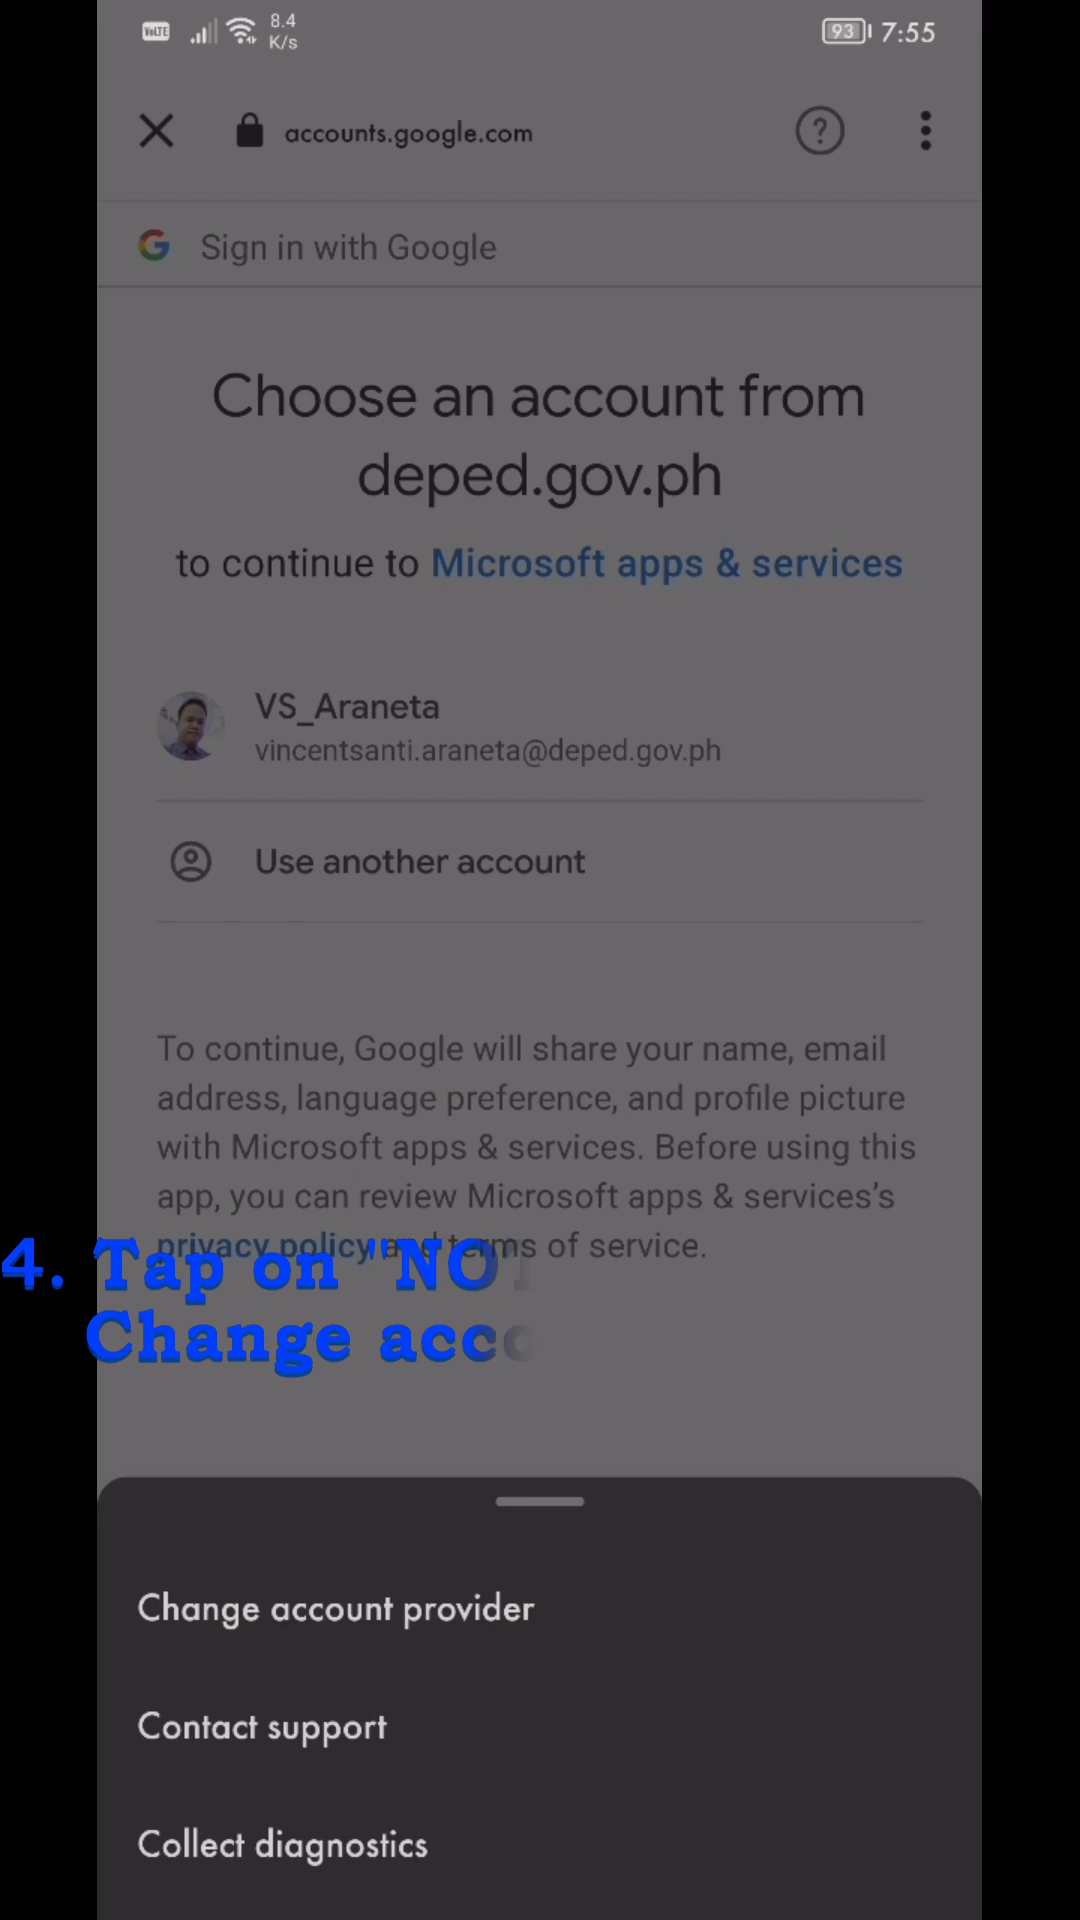 VoLTE 8.4 K/s 93 7:55
accounts.google.com ?
G Sign in with Google
Choose an account from
deped.gov.ph
to continue to Microsoft apps & services
VS_Araneta
vincentsanti.araneta@deped.gov.ph
Use another account
To continue, Google will share your name, email
address, language preference, and profile picture
with Microsoft apps & services. Before using this
app, you can review Microsoft apps & services's
privacy policy and terms of service.
4. Tap on "NOT
Change acco
Change account provider
Contact support
Collect diagnostics